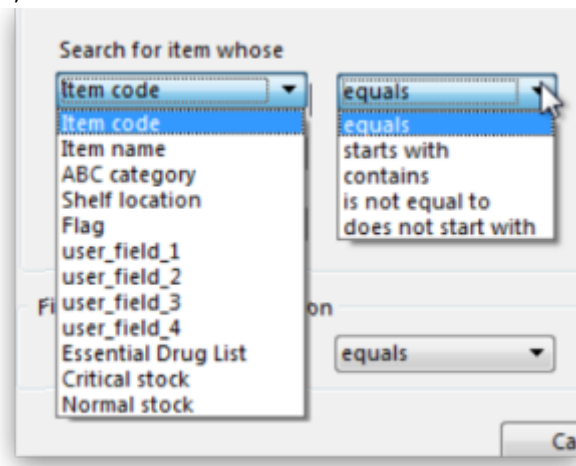 Search for item whose
Item code
equals
Item code
Item name
ABC category
Shelf location
Flag
user_field_1
user_field_2
user_field_3
user_field_4
Essential Drug List
Critical stock
Normal stock
equals
starts with
contains
is not equal to
does not start with
Fi
on
equals
Ca